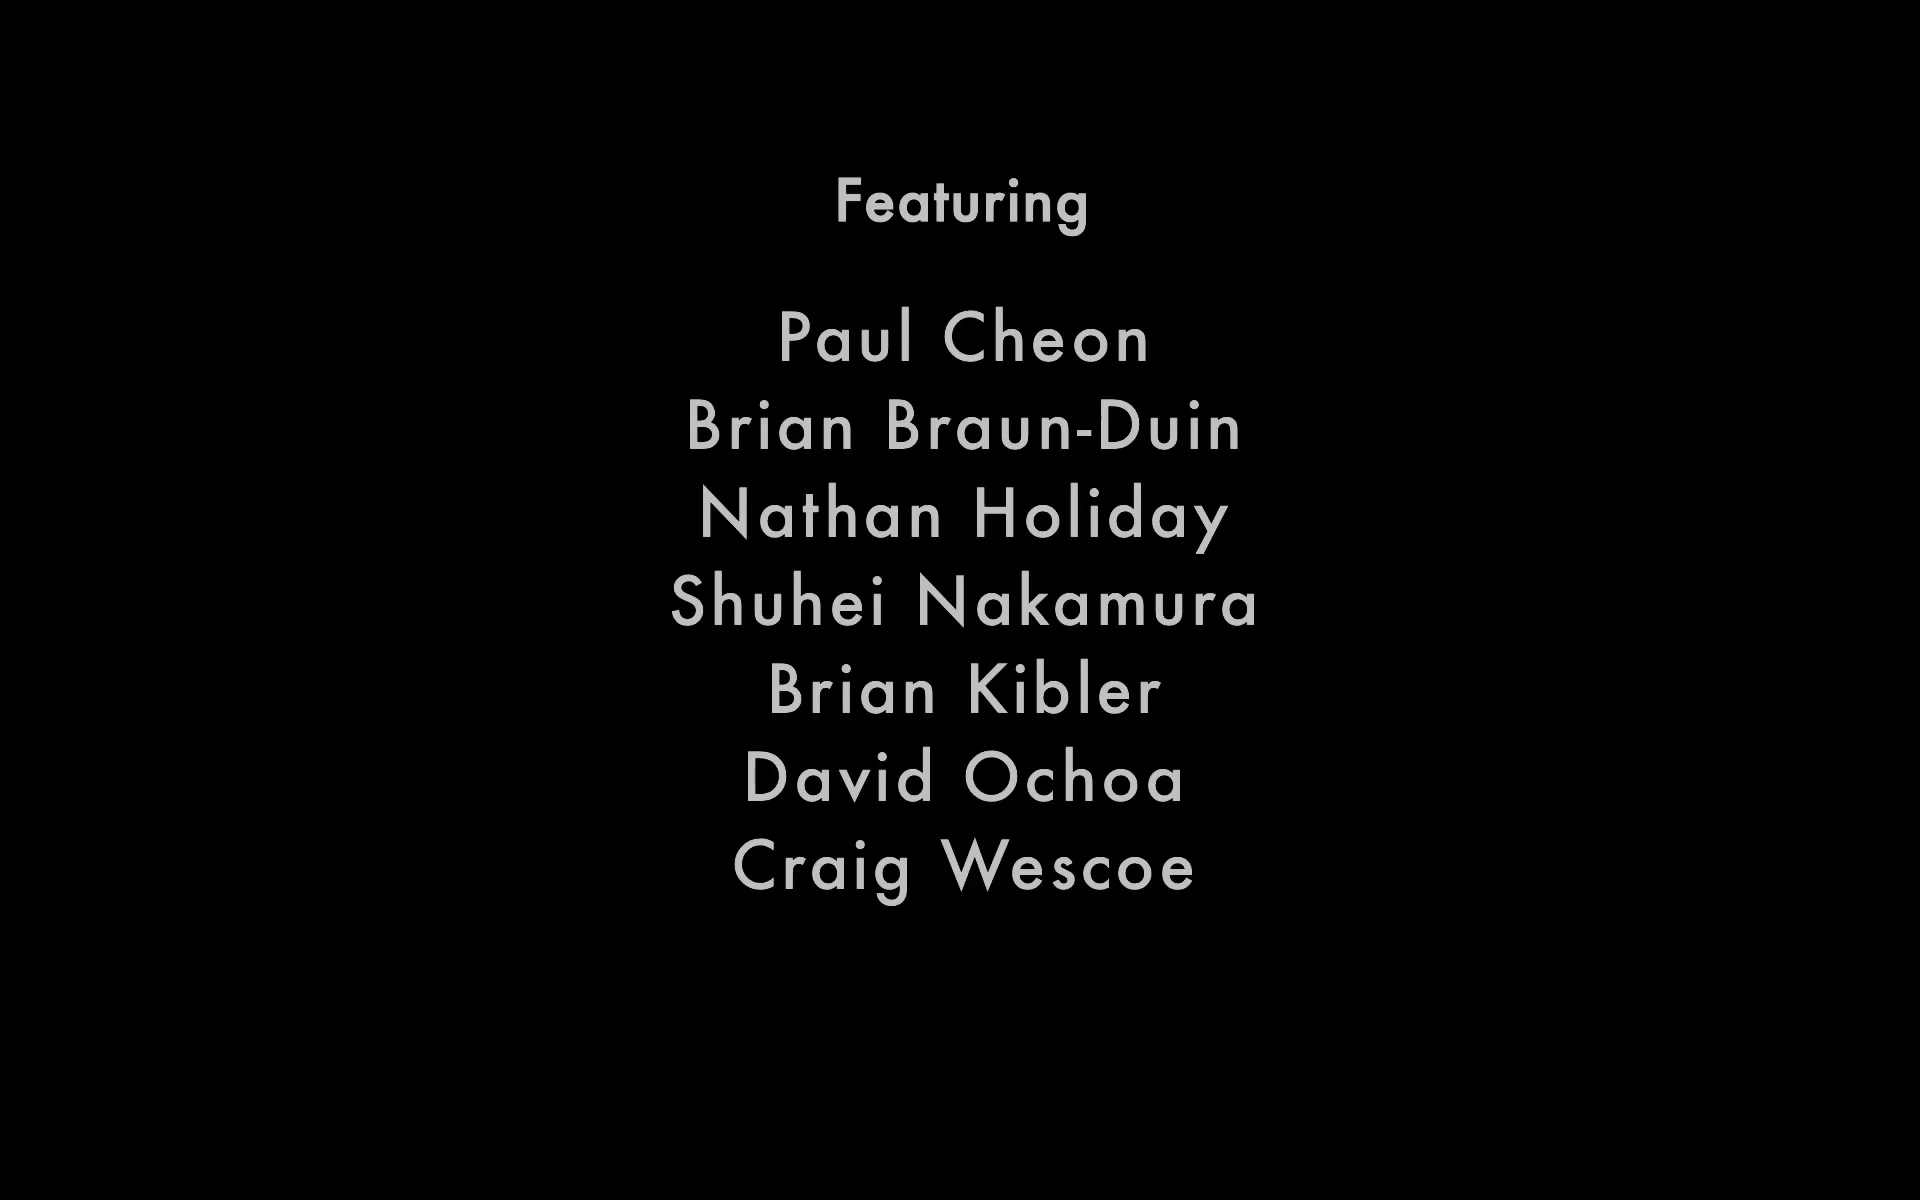 Featuring
Paul Cheon
Brian Braun-Duin
Nathan Holiday
Shuhei Nakamura
Brian Kibler
David Ochoa
Craig Wescoe